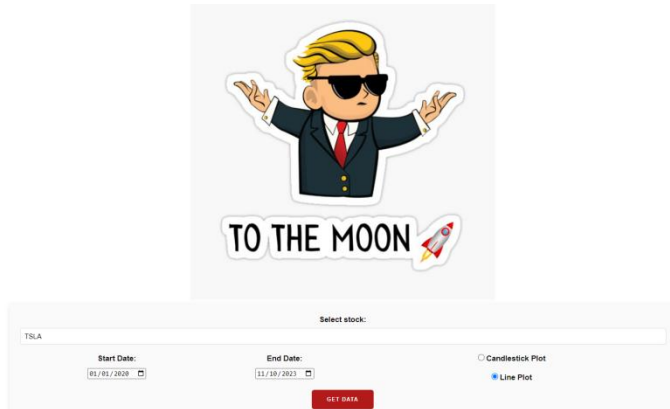 TO THE MOON
Select stock:
TSLA
Start Date:
End Date:
Candlestick Plot
01/01/2020
11/10/2023
Line Plot
GET DATA